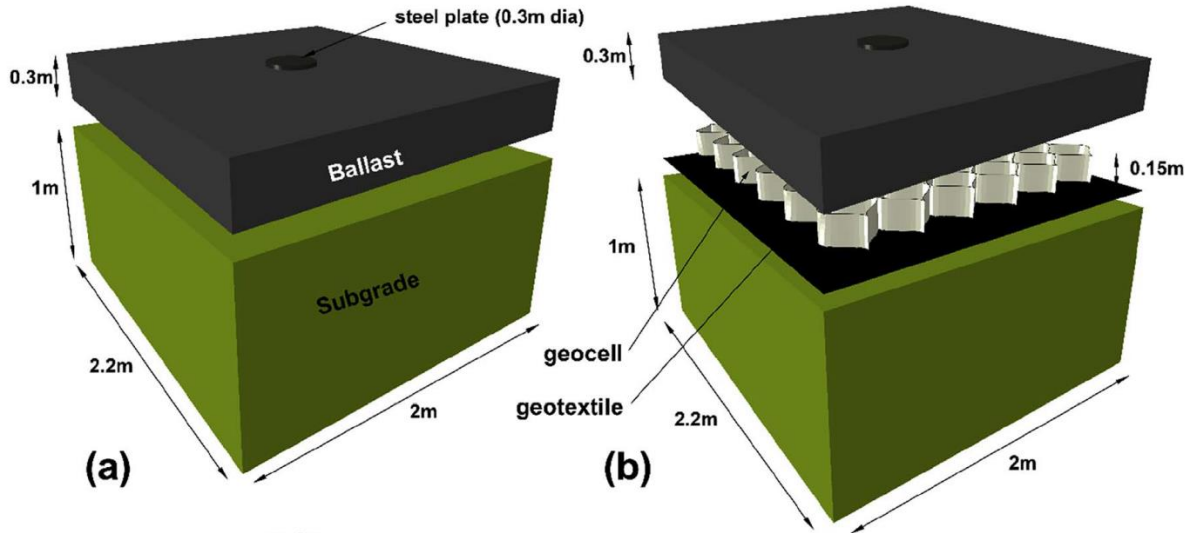 steel plate (0.3m dia)
0.3m
Ballast
1m
Subgrade
2.2m
2m
(a)
0.3m
0.15m
1m
geocell
geotextile
2.2m
2m
(b)